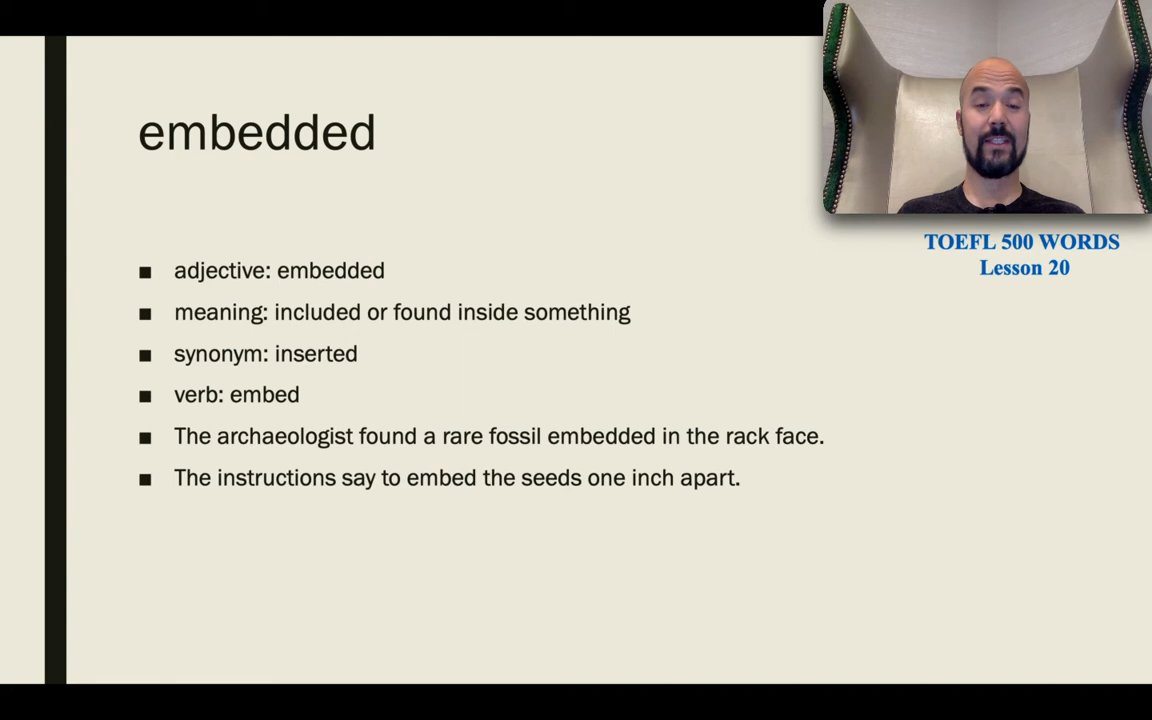 embedded
TOEFL 500 WORDS
Lesson 20
■ adjective: embedded
■ meaning: included or found inside something
■ synonym: inserted
■ verb: embed
■ The archaeologist found a rare fossil embedded in the rack face.
■ The instructions say to embed the seeds one inch apart.